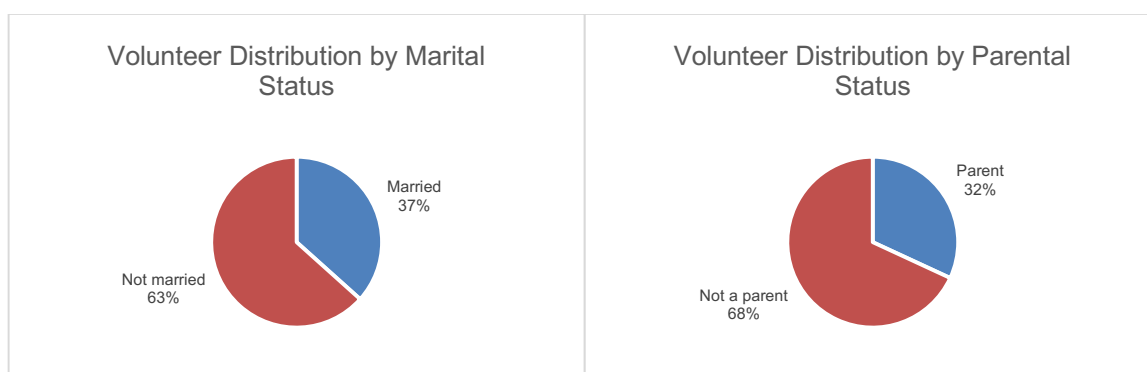 Volunteer Distribution by Marital
Status
Married
37%
Not married
63%
Volunteer Distribution by Parental
Status
Parent
32%
Not a parent
68%